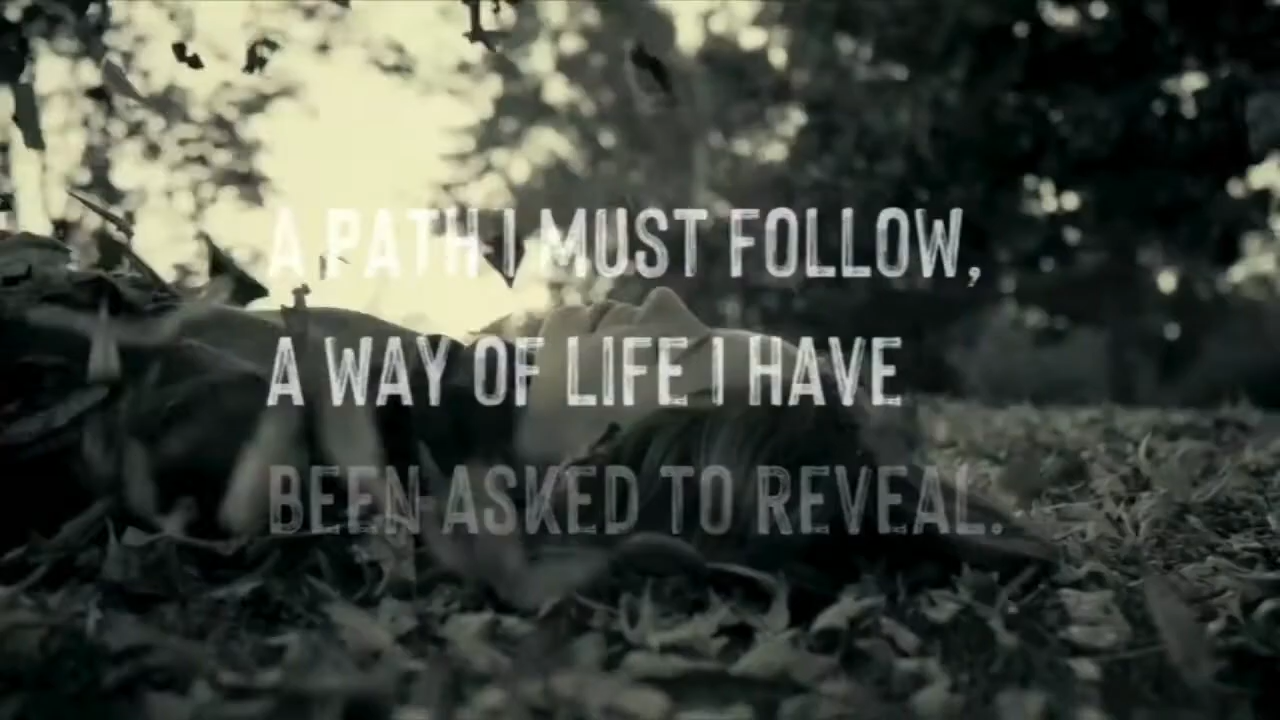 A PATH I MUST FOLLOW,
A WAY OF LIFE I HAVE
BEEN ASKED TO REVEAL.